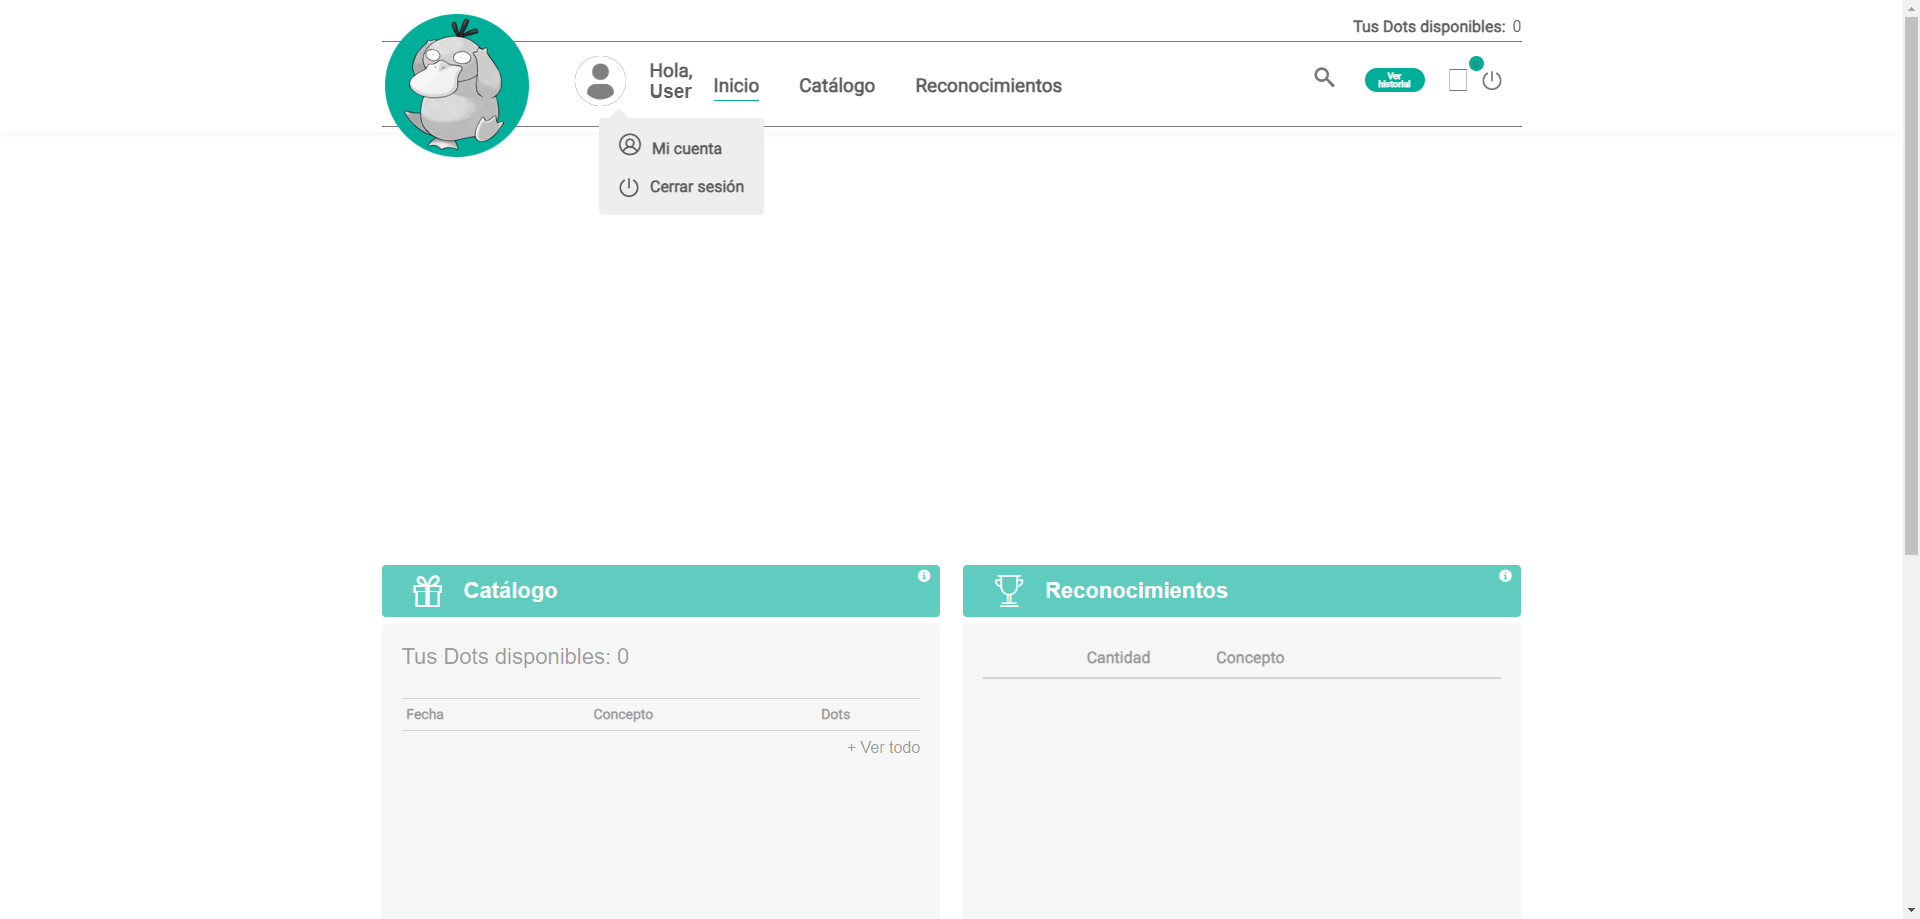 Tus Dots disponibles: 0
Hola,
User
Inicio
Catálogo
Reconocimientos
Ver
historial
Mi cuenta
Cerrar sesión
Catálogo
Tus Dots disponibles: 0
Fecha Concepto Dots
+ Ver todo
Reconocimientos
Cantidad Concepto